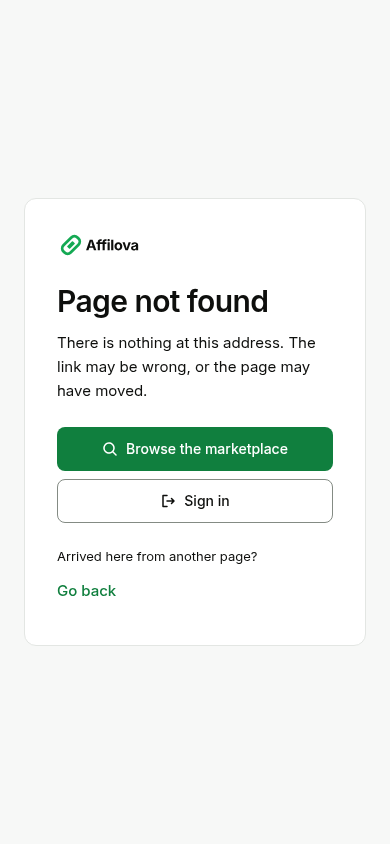 Affilova
Page not found
There is nothing at this address. The
link may be wrong, or the page may
have moved.
Browse the marketplace
Sign in
Arrived here from another page?
Go back